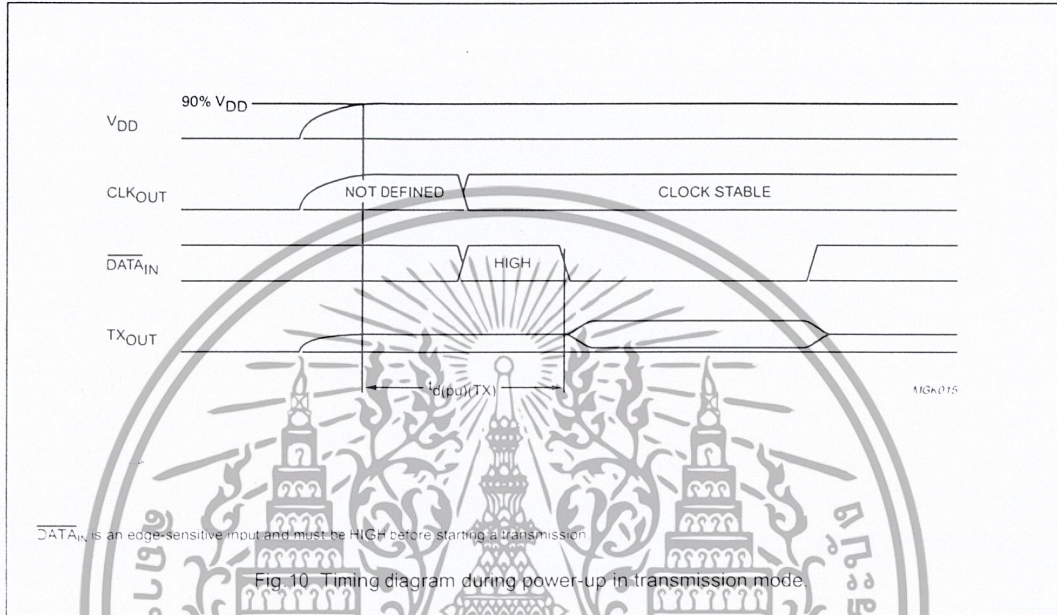 90% VDD
VDD
CLKOUT
NOT DEFINED
CLOCK STABLE
DATAIN
HIGH
TXOUT
td(pu)(TX)
MGK015
DATAIN is an edge-sensitive input and must be HIGH before starting a transmission.
Fig.10 Timing diagram during power-up in transmission mode.